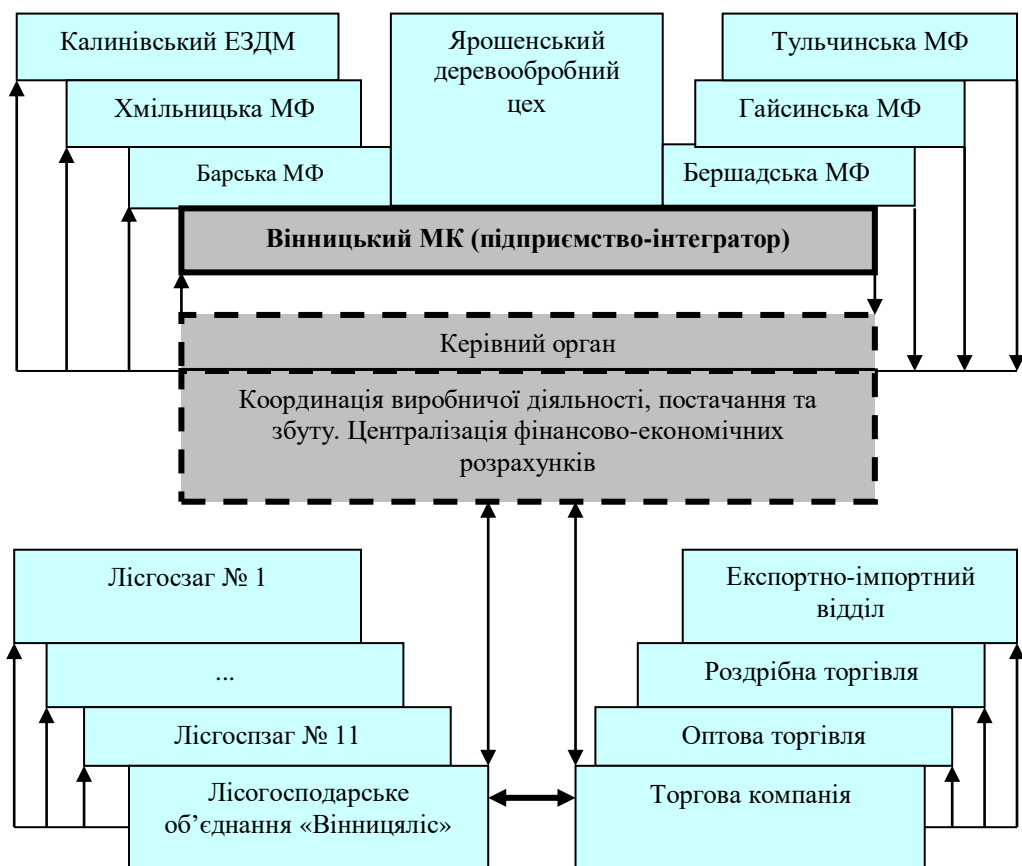 Калинівський ЕЗДМ
Ярошенський
деревообробний
цех
Тульчинська МФ
Хмільницька МФ
Гайсинська МФ
Барська МФ
Бершадська МФ
Вінницький МК (підприємство-інтегратор)
Керівний орган
Координація виробничої діяльності, постачання та
збуту. Централізація фінансово-економічних
розрахунків
Лісгосзаг № 1
...
Лісгоспзаг № 11
Лісогосподарське
об’єднання «Вінницяліс»
Експортно-імпортний
відділ
Роздрібна торгівля
Оптова торгівля
Торгова компанія